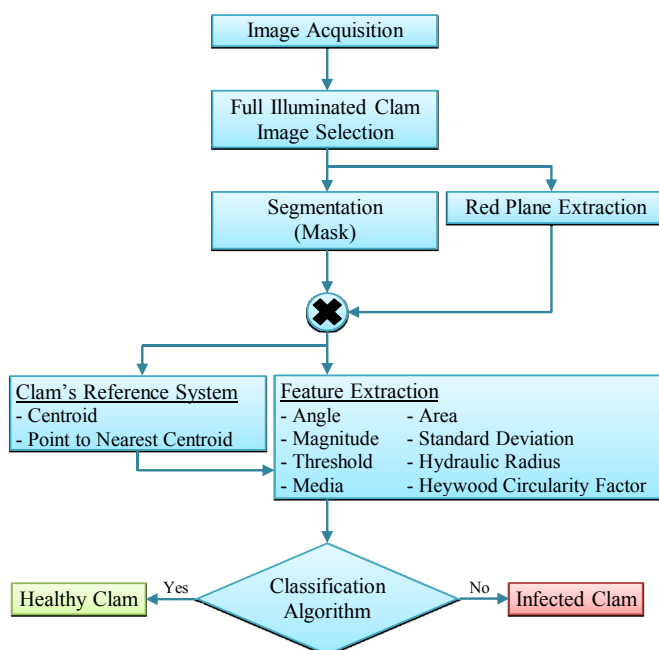 Image Acquisition
Full Illuminated Clam
Image Selection
Segmentation
(Mask)
Red Plane Extraction
Clam's Reference System
- Centroid
- Point to Nearest Centroid
Feature Extraction
- Angle - Area
- Magnitude - Standard Deviation
- Threshold - Hydraulic Radius
- Media - Heywood Circularity Factor
Healthy Clam
Yes
Classification
Algorithm
No
Infected Clam